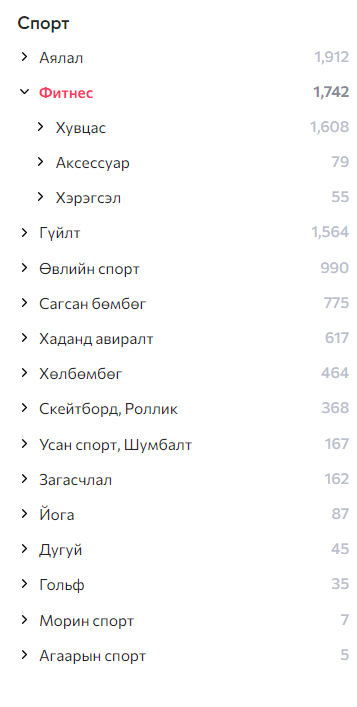 Спорт
Аялал 1,912
Фитнес 1,742
Хувцас 1,608
Аксессуар 79
Хэрэгсэл 55
Гүйлт 1,564
Өвлийн спорт 990
Сагсан бөмбөг 775
Хаданд авиралт 617
Хөлбөмбөг 464
Скейтборд, Роллик 368
Усан спорт, Шумбалт 167
Загасчлал 162
Йога 87
Дугуй 45
Гольф 35
Морин спорт 7
Агаарын спорт 5